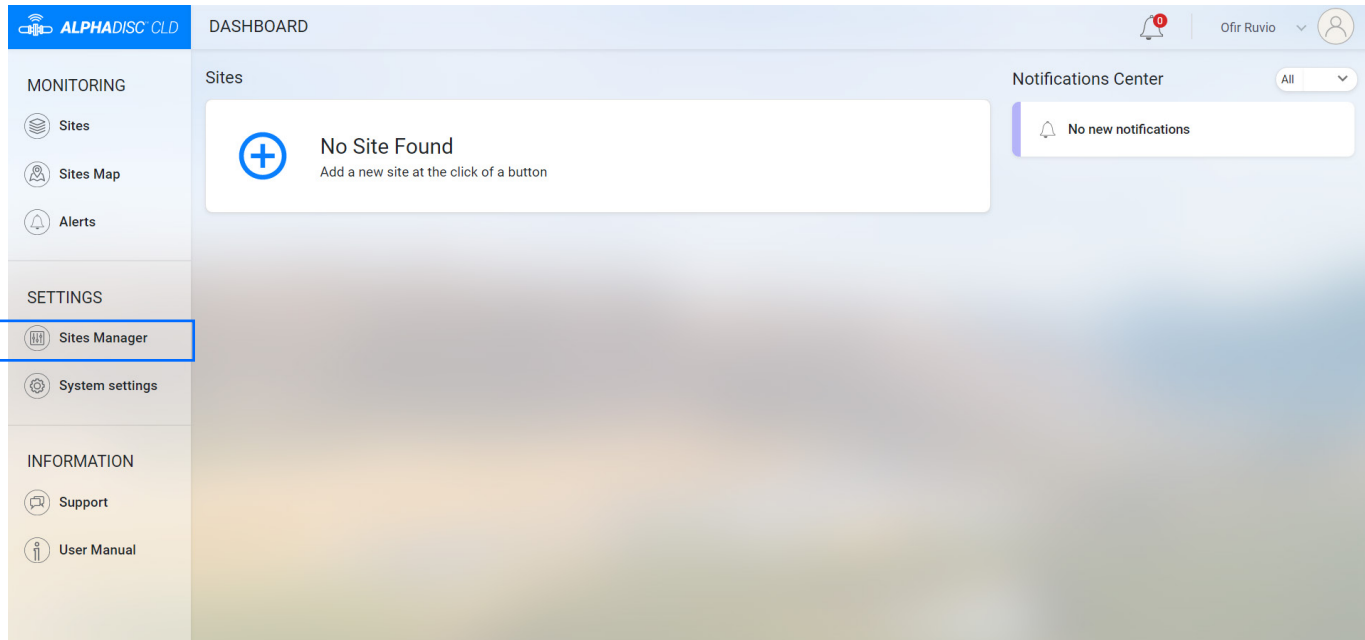 ALPHADISC CLD
DASHBOARD
0
Ofir Ruvio
MONITORING
Sites
Sites Map
Alerts
SETTINGS
Sites Manager
System settings
INFORMATION
Support
User Manual
Sites
No Site Found
Add a new site at the click of a button
Notifications Center
All
No new notifications